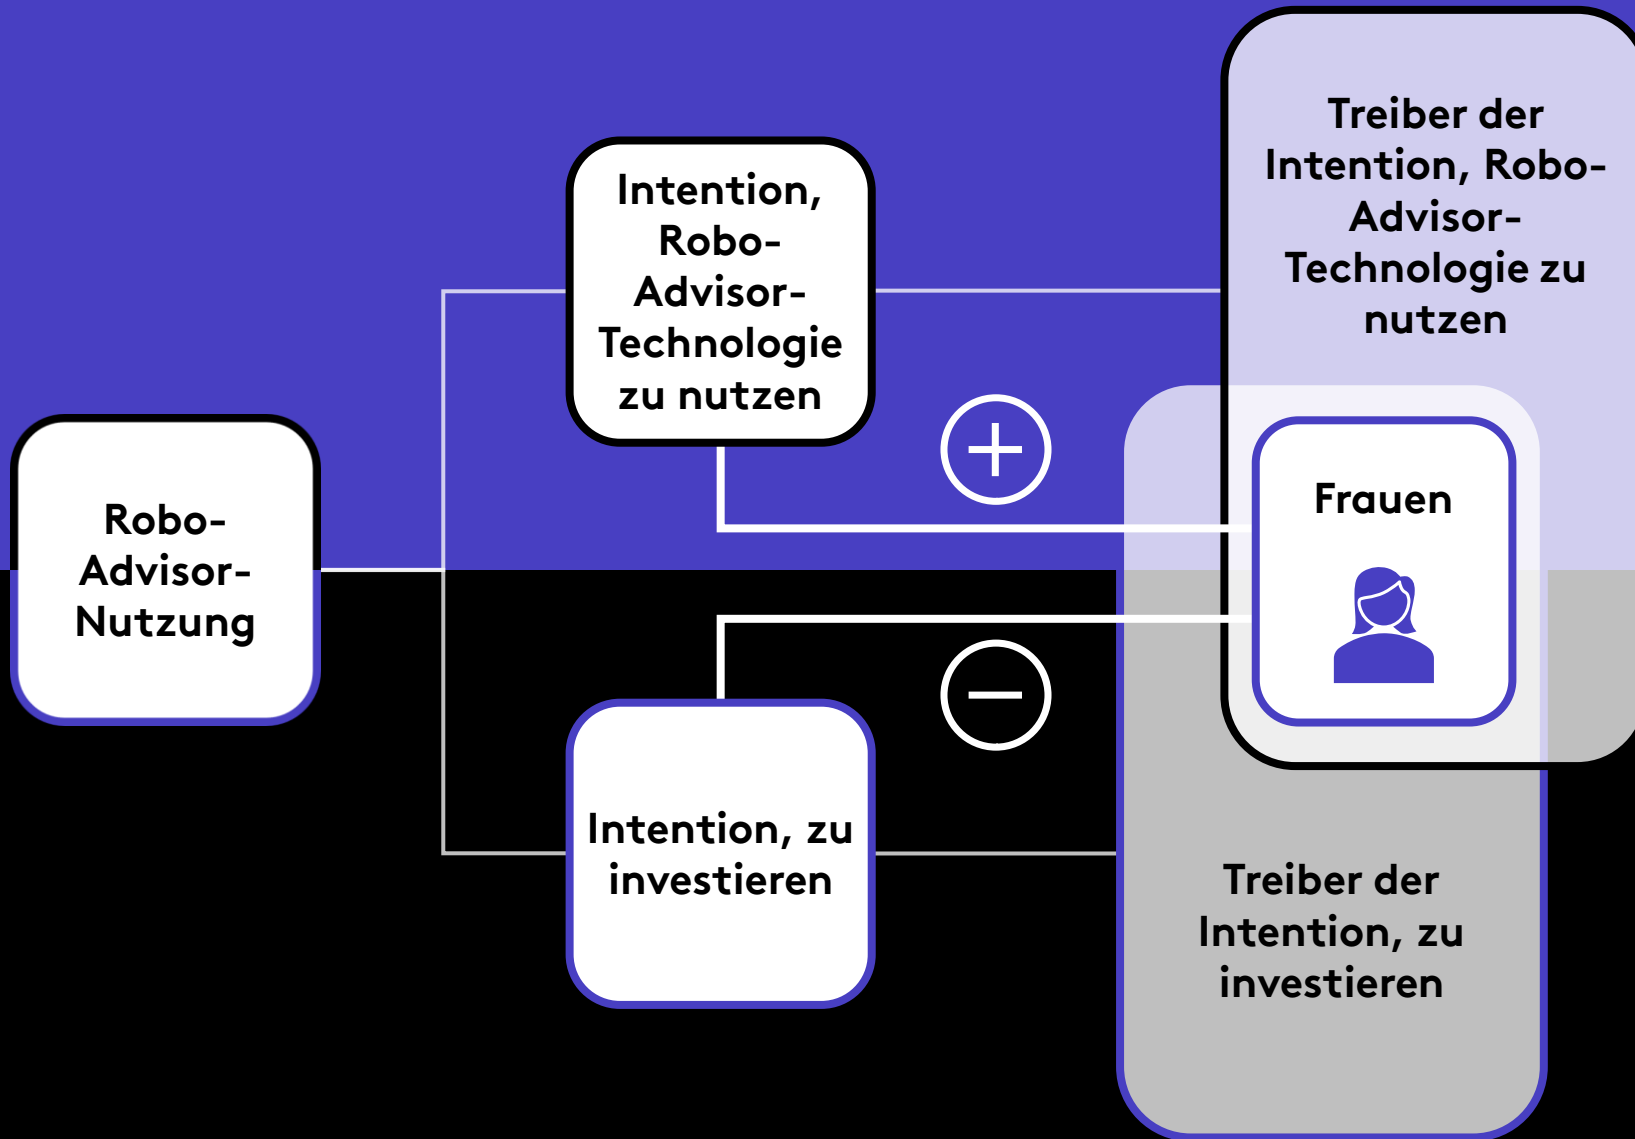 Robo-
Advisor-
Nutzung
Intention,
Robo-
Advisor-
Technologie
zu nutzen
Intention, zu
investieren
Treiber der
Intention, Robo-
Advisor-
Technologie zu
nutzen
Frauen
Treiber der
Intention, zu
investieren